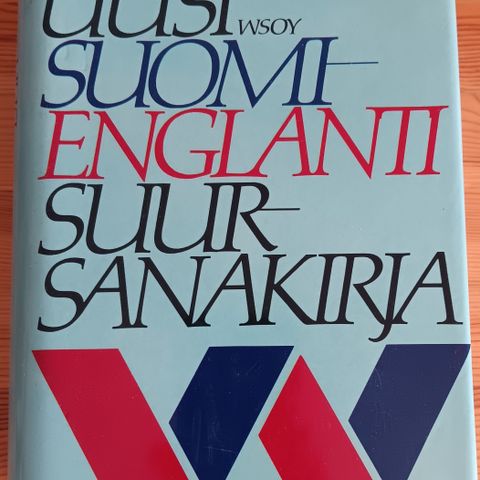 UUSI WSOY
SUOMI-
ENGLANTI
SUUR-
SANAKIRJA